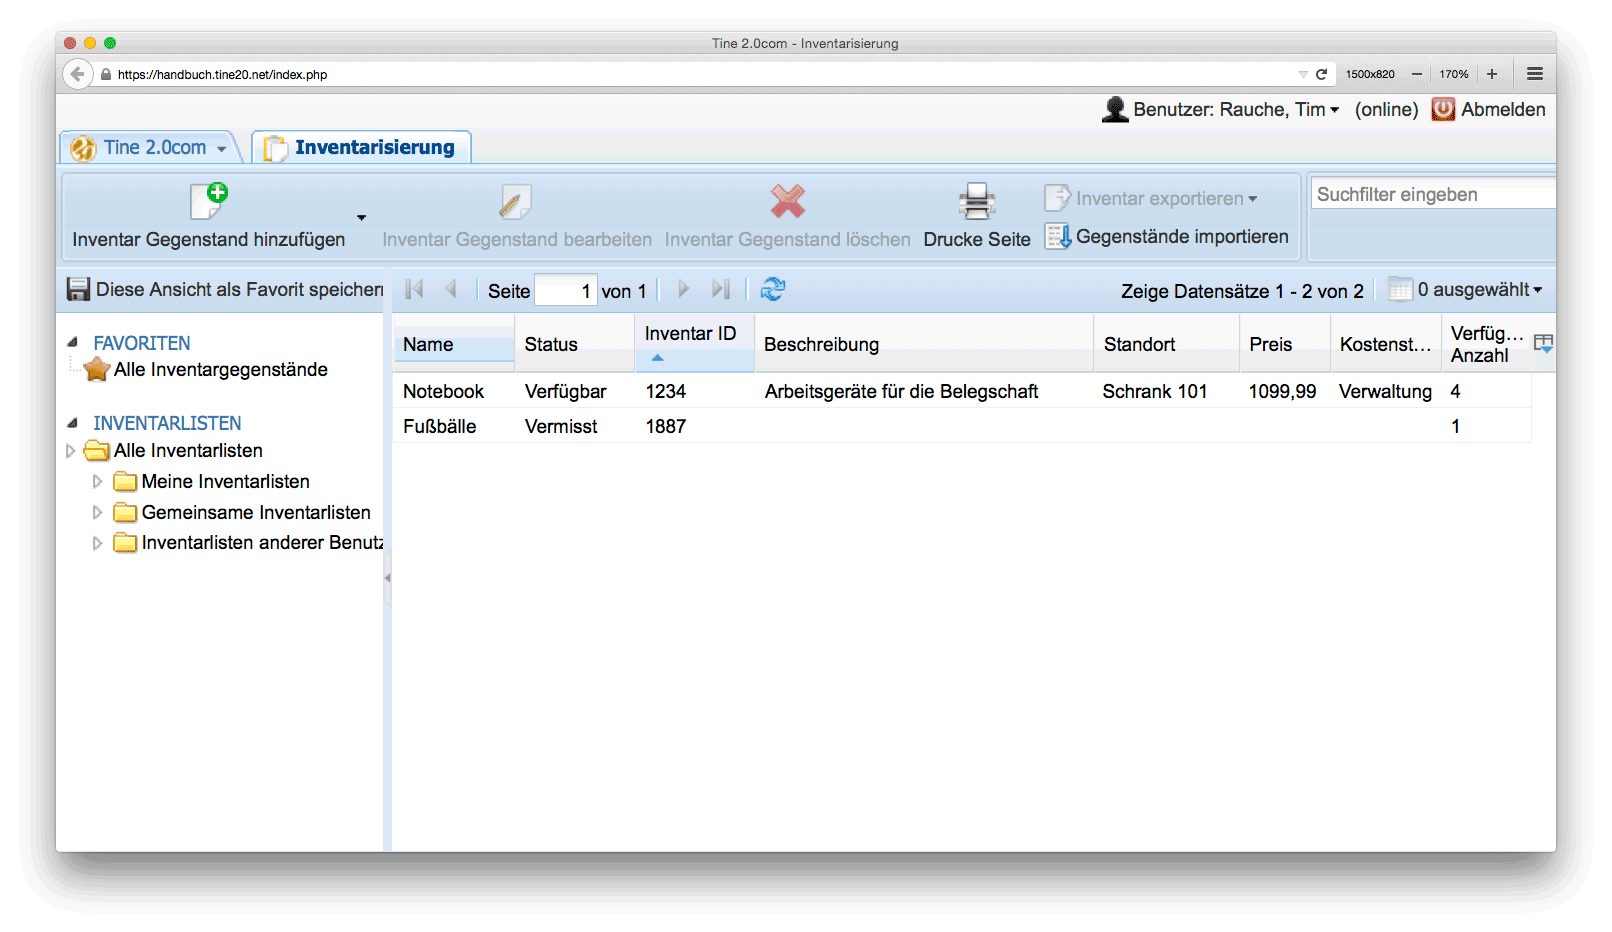 Tine 2.0com - Inventarisierung
https://handbuch.tine20.net/index.php 1500x820 170%
Benutzer: Rauche, Tim (online) Abmelden
Tine 2.0com Inventarisierung
Inventar Gegenstand hinzufügen Inventar Gegenstand bearbeiten Inventar Gegenstand löschen Drucke Seite Inventar exportieren Gegenstände importieren Suchfilter eingeben
Diese Ansicht als Favorit speichern Seite 1 von 1 Zeige Datensätze 1 - 2 von 2 0 ausgewählt
FAVORITEN
Alle Inventargegenstände
INVENTARLISTEN
Alle Inventarlisten
Meine Inventarlisten
Gemeinsame Inventarlisten
Inventarlisten anderer Benutz
Name Status Inventar ID Beschreibung Standort Preis Kostenst... Verfüg... Anzahl
Notebook Verfügbar 1234 Arbeitsgeräte für die Belegschaft Schrank 101 1099,99 Verwaltung 4
Fußbälle Vermisst 1887 1